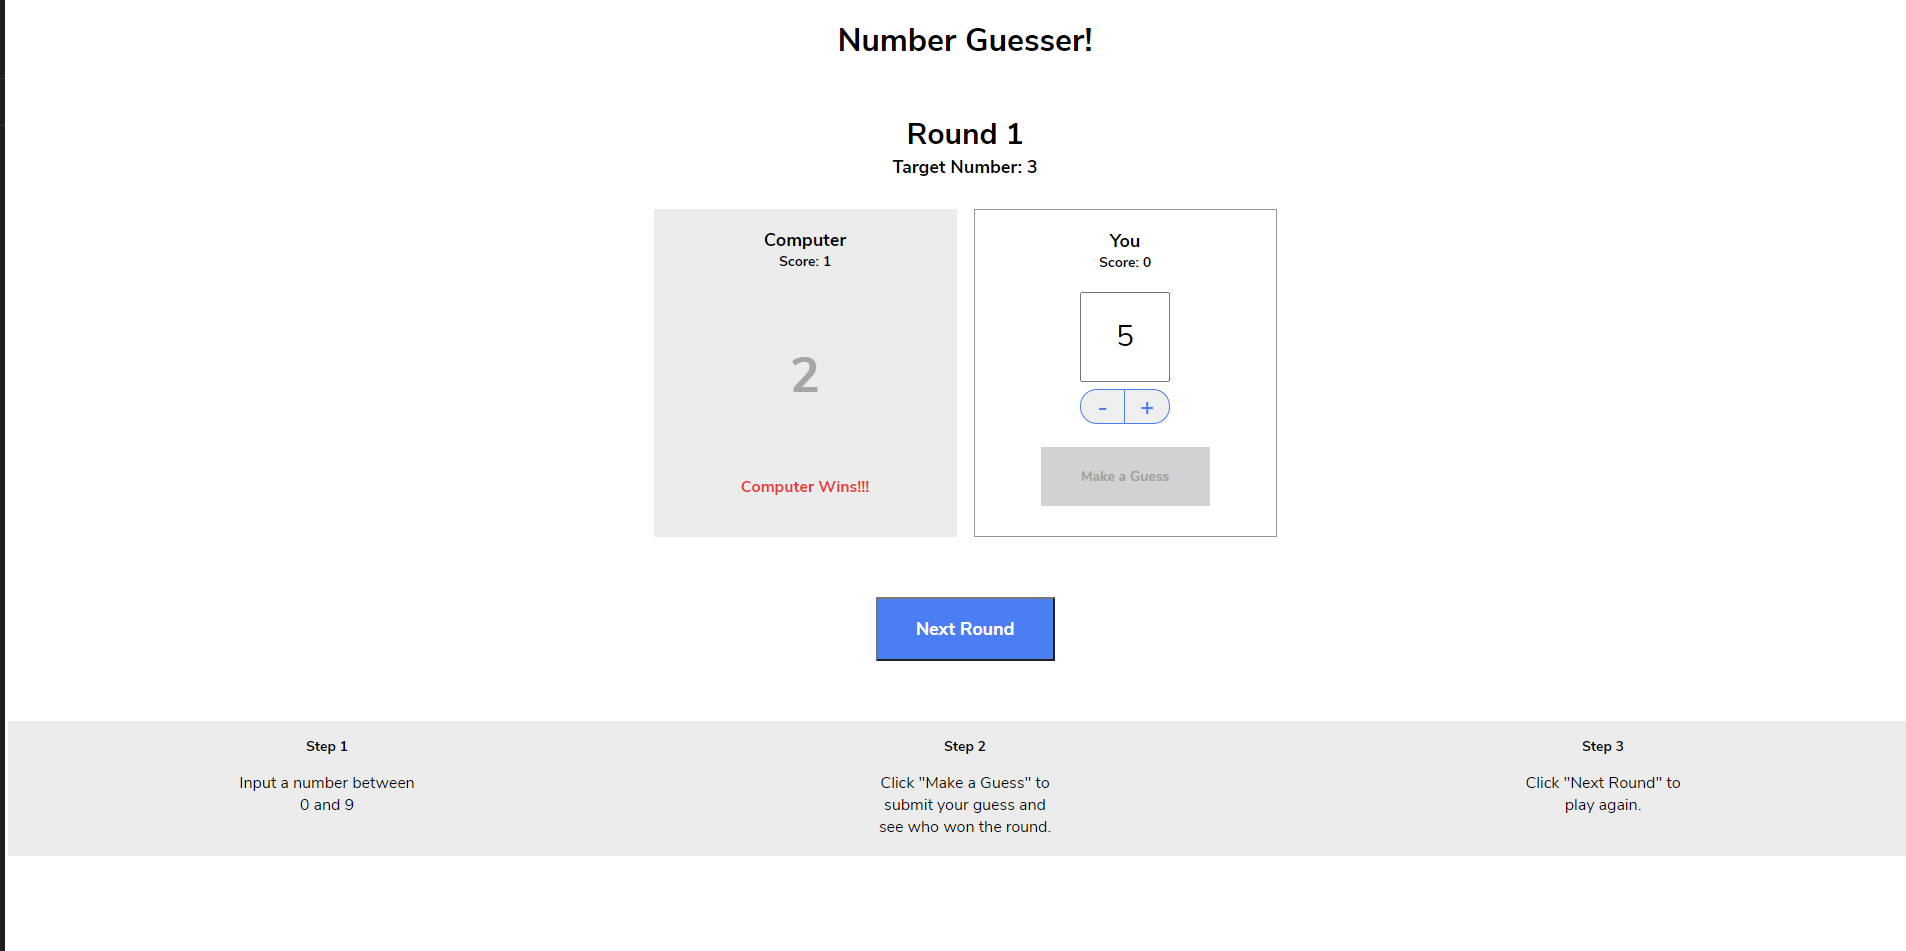 Number Guesser!
Round 1
Target Number: 3
Computer
Score: 1
2
Computer Wins!!!
You
Score: 0
5
- +
Make a Guess
Next Round
Step 1
Input a number between
0 and 9
Step 2
Click "Make a Guess" to
submit your guess and
see who won the round.
Step 3
Click "Next Round" to
play again.